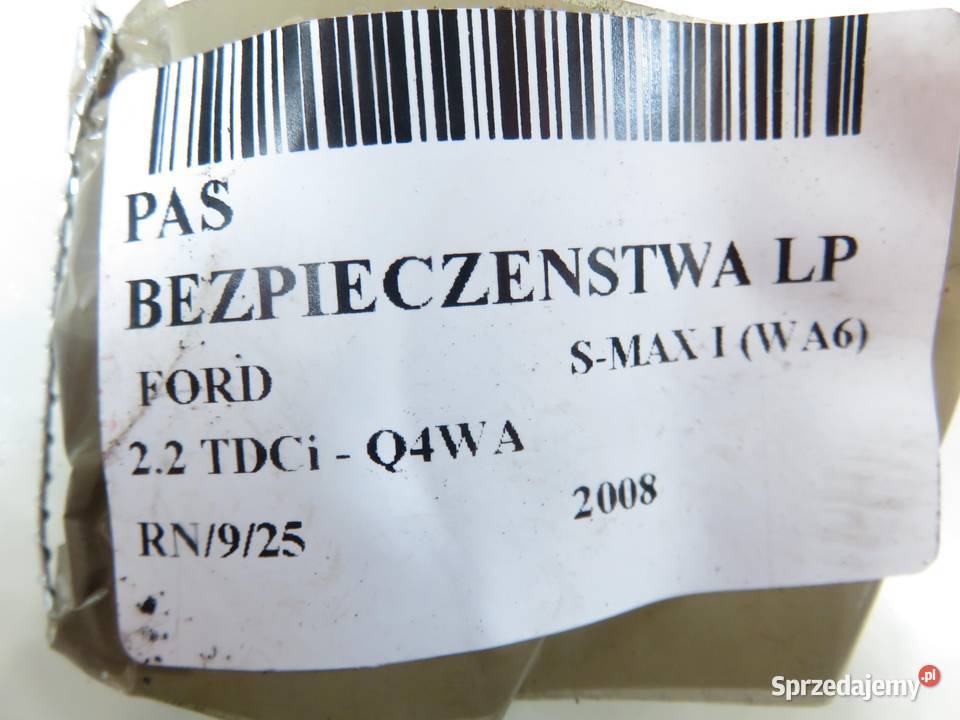 PAS
BEZPIECZENSTWA LP
FORD S-MAX I (WA6)
2.2 TDCi - Q4WA
RN/9/25 2008
Sprzedajemy.pl